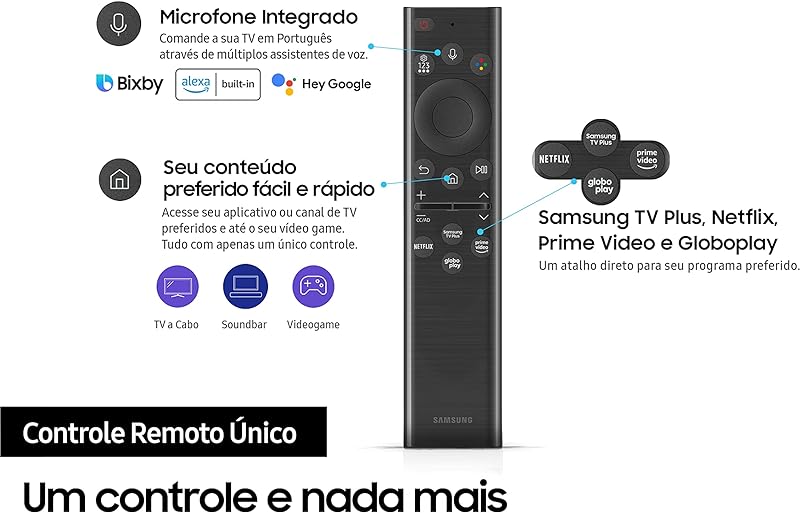 Microfone Integrado
Comande a sua TV em Português
através de múltiplos assistentes de voz.
Bixby
alexa built-in
Hey Google
Seu conteúdo
preferido fácil e rápido
Acesse seu aplicativo ou canal de TV
preferidos e até o seu vídeo game.
Tudo com apenas um único controle.
TV a Cabo
Soundbar
Videogame
123
CC/AD
Samsung
TV Plus
NETFLIX
prime
video
globo
play
SAMSUNG
Samsung
TV Plus
NETFLIX
prime
video
globo
play
Samsung TV Plus, Netflix,
Prime Video e Globoplay
Um atalho direto para seu programa preferido.
Controle Remoto Único
Um controle e nada mais